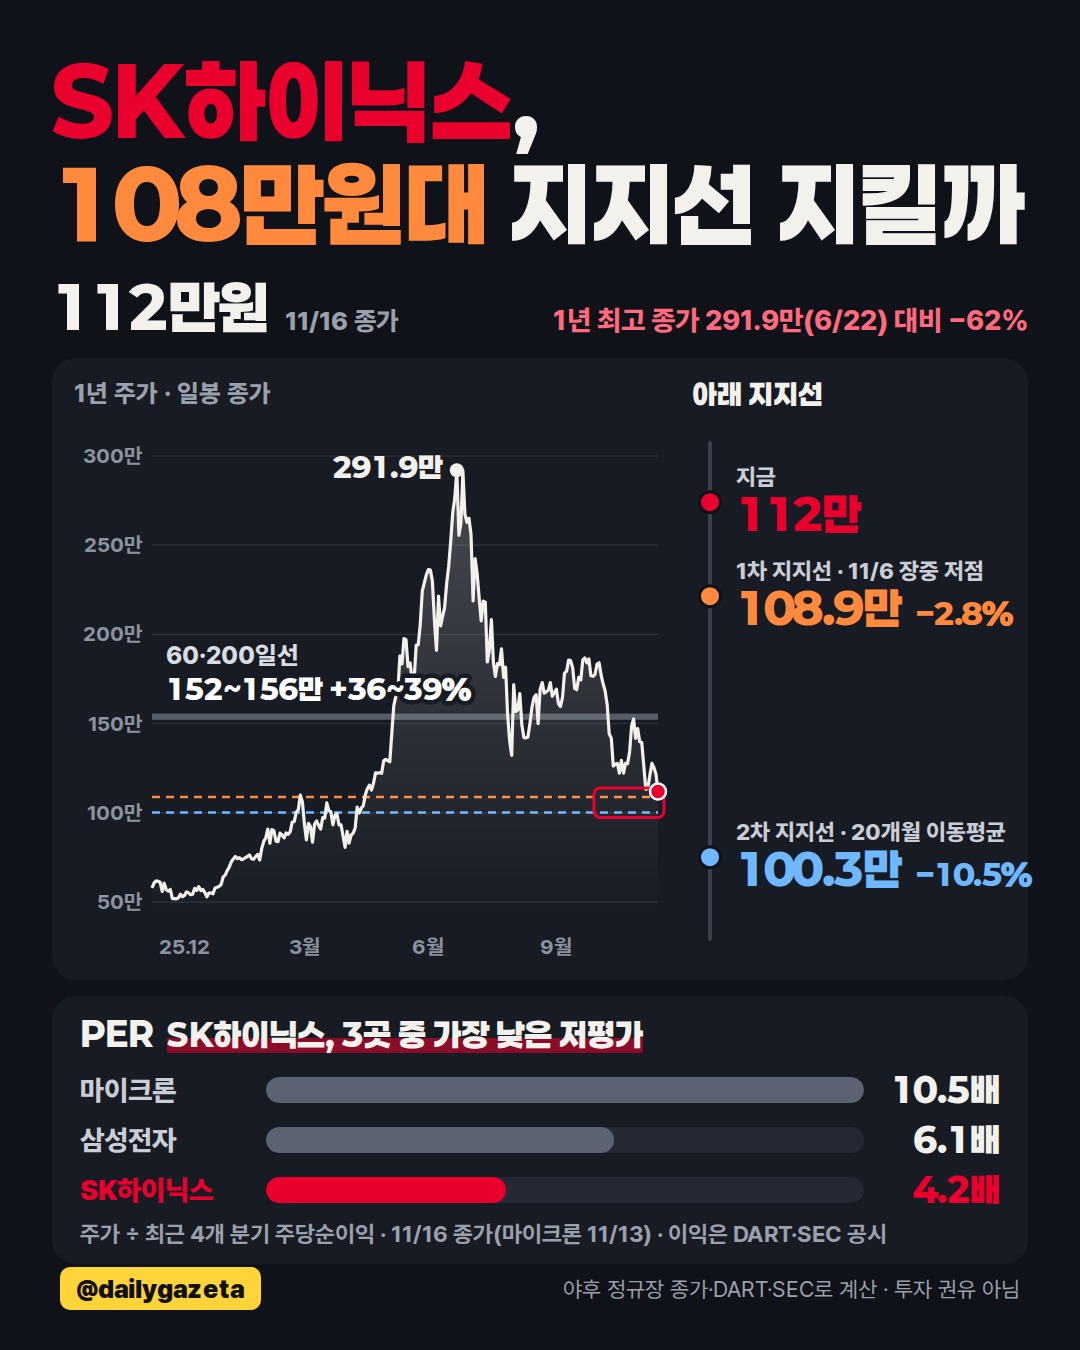 SK하이닉스,
108만원대 지지선 지킬까
112만원 11/16 종가
1년 최고 종가 291.9만(6/22) 대비 −62%
1년 주가 · 일봉 종가
300만
250만
200만
150만
100만
50만
291.9만
60·200일선
152~156만 +36~39%
25.12 3월 6월 9월
아래 지지선
지금
112만
1차 지지선 · 11/6 장중 저점
108.9만 −2.8%
2차 지지선 · 20개월 이동평균
100.3만 −10.5%
PER SK하이닉스, 3곳 중 가장 낮은 저평가
마이크론 10.5배
삼성전자 6.1배
SK하이닉스 4.2배
주가 ÷ 최근 4개 분기 주당순이익 · 11/16 종가(마이크론 11/13) · 이익은 DART·SEC 공시
@dailygazeta
야후 정규장 종가·DART·SEC로 계산 · 투자 권유 아님